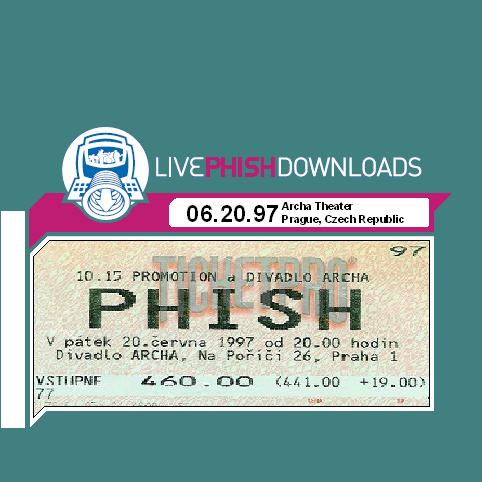 LIVEPHISHDOWNLOADS
06.20.97
Archa Theater
Prague, Czech Republic
97
TICKETPRO
10.15 PROMOTION a DIVADLO ARCHA
PHISH
V pátek 20.června 1997 od 20.00 hodin
Divadlo ARCHA, Na Poříčí 26, Praha 1
VSTUPNE 460.00 (441.00 +19.00)
77